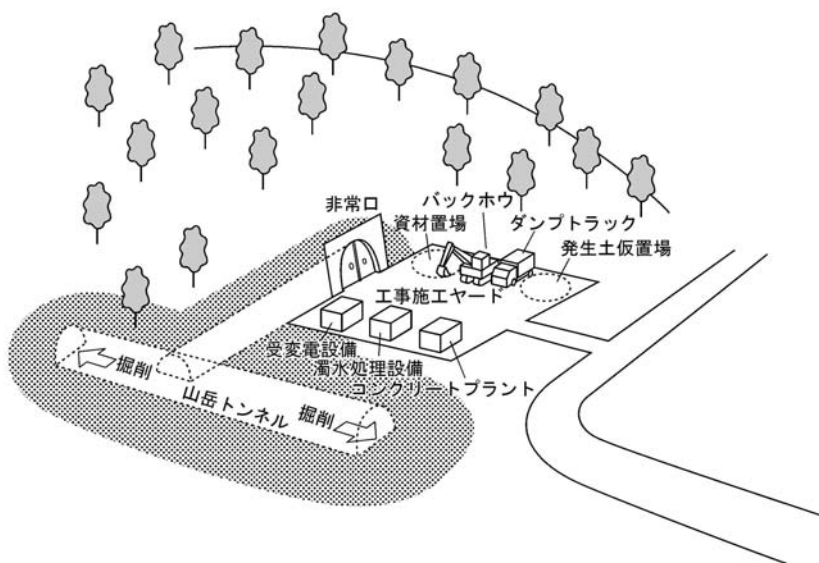 非常口
資材置場
バックホウ
ダンプトラック
発生土仮置場
工事施工ヤード
受変電設備
濁水処理設備
コンクリートプラント
掘削
山岳トンネル
掘削